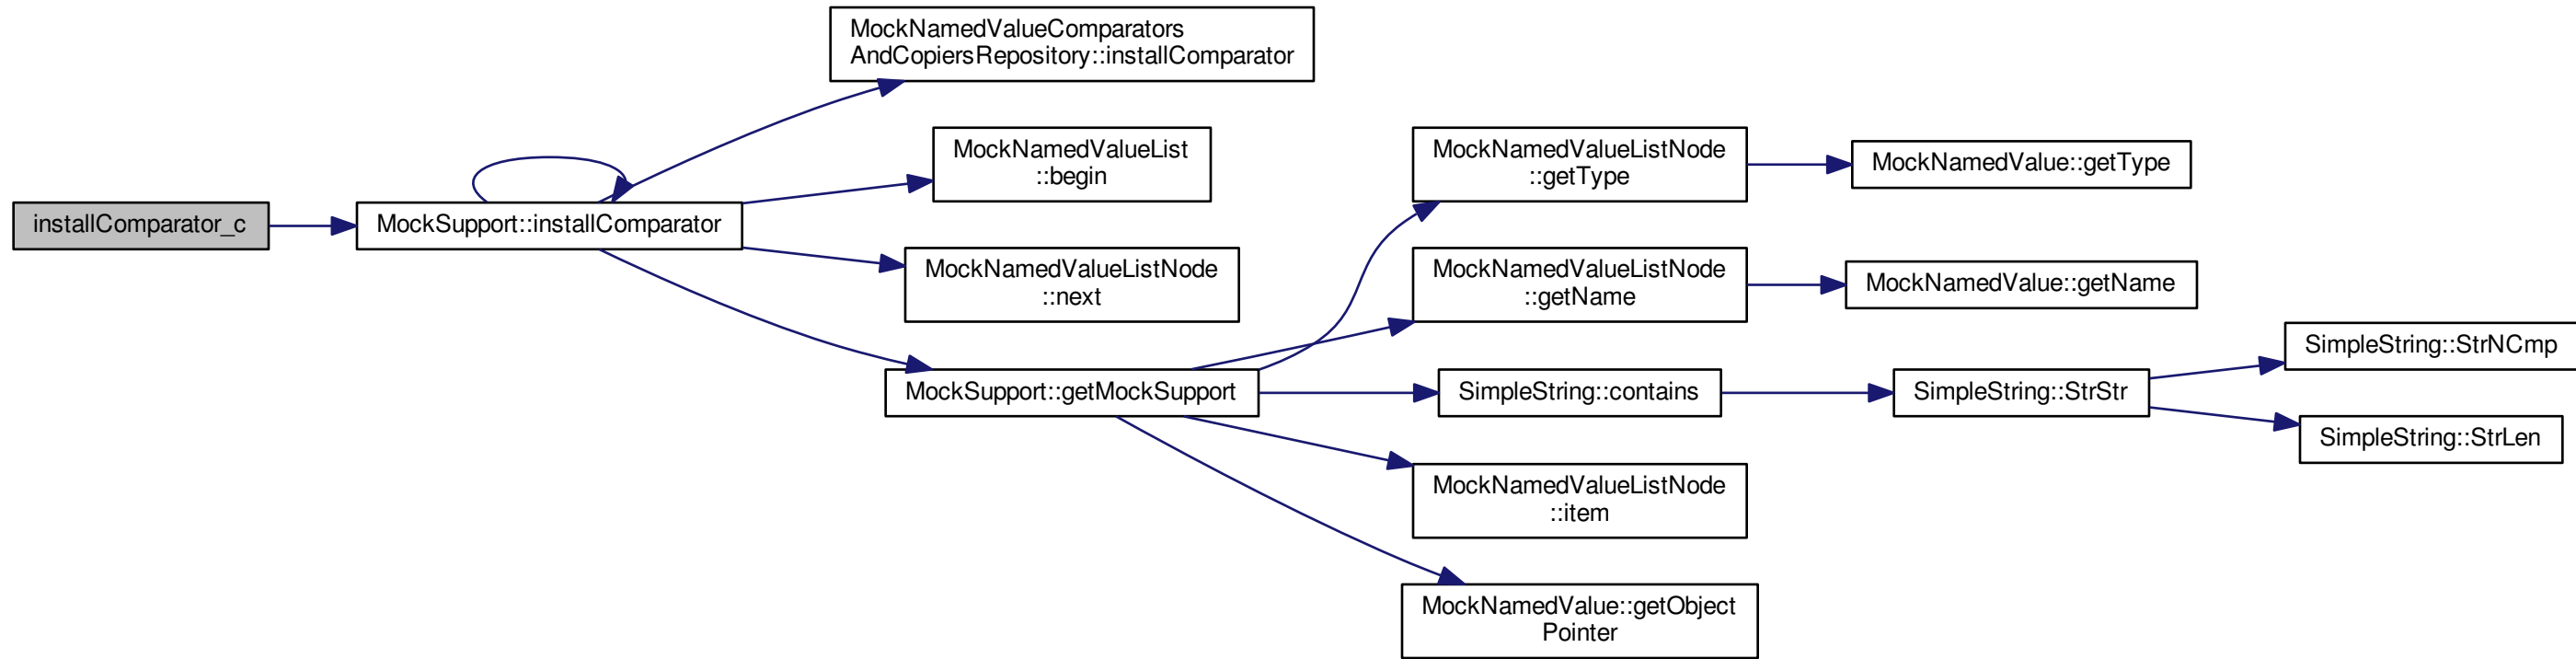 installComparator_c
MockSupport::installComparator
MockNamedValueComparators
AndCopiersRepository::installComparator
MockNamedValueList
::begin
MockNamedValueListNode
::next
MockSupport::getMockSupport
MockNamedValueListNode
::getType
MockNamedValueListNode
::getName
SimpleString::contains
MockNamedValueListNode
::item
MockNamedValue::getObject
Pointer
MockNamedValue::getType
MockNamedValue::getName
SimpleString::StrStr
SimpleString::StrNCmp
SimpleString::StrLen